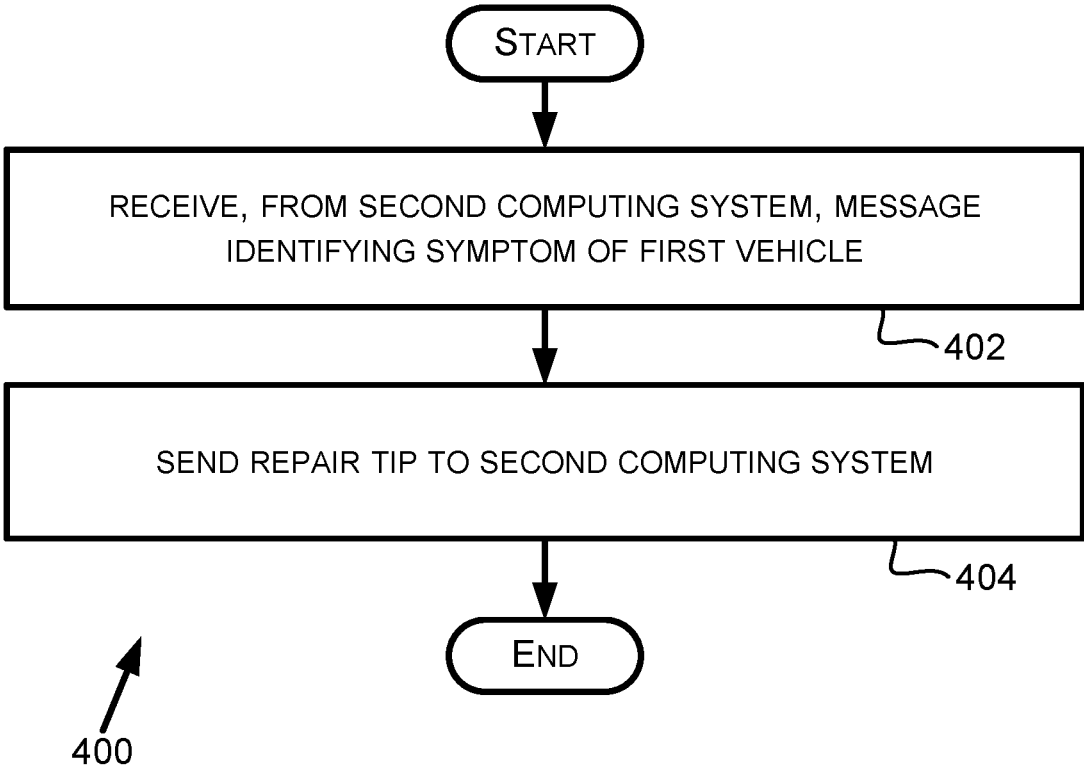 START
RECEIVE, FROM SECOND COMPUTING SYSTEM, MESSAGE
IDENTIFYING SYMPTOM OF FIRST VEHICLE
402
SEND REPAIR TIP TO SECOND COMPUTING SYSTEM
404
END
400